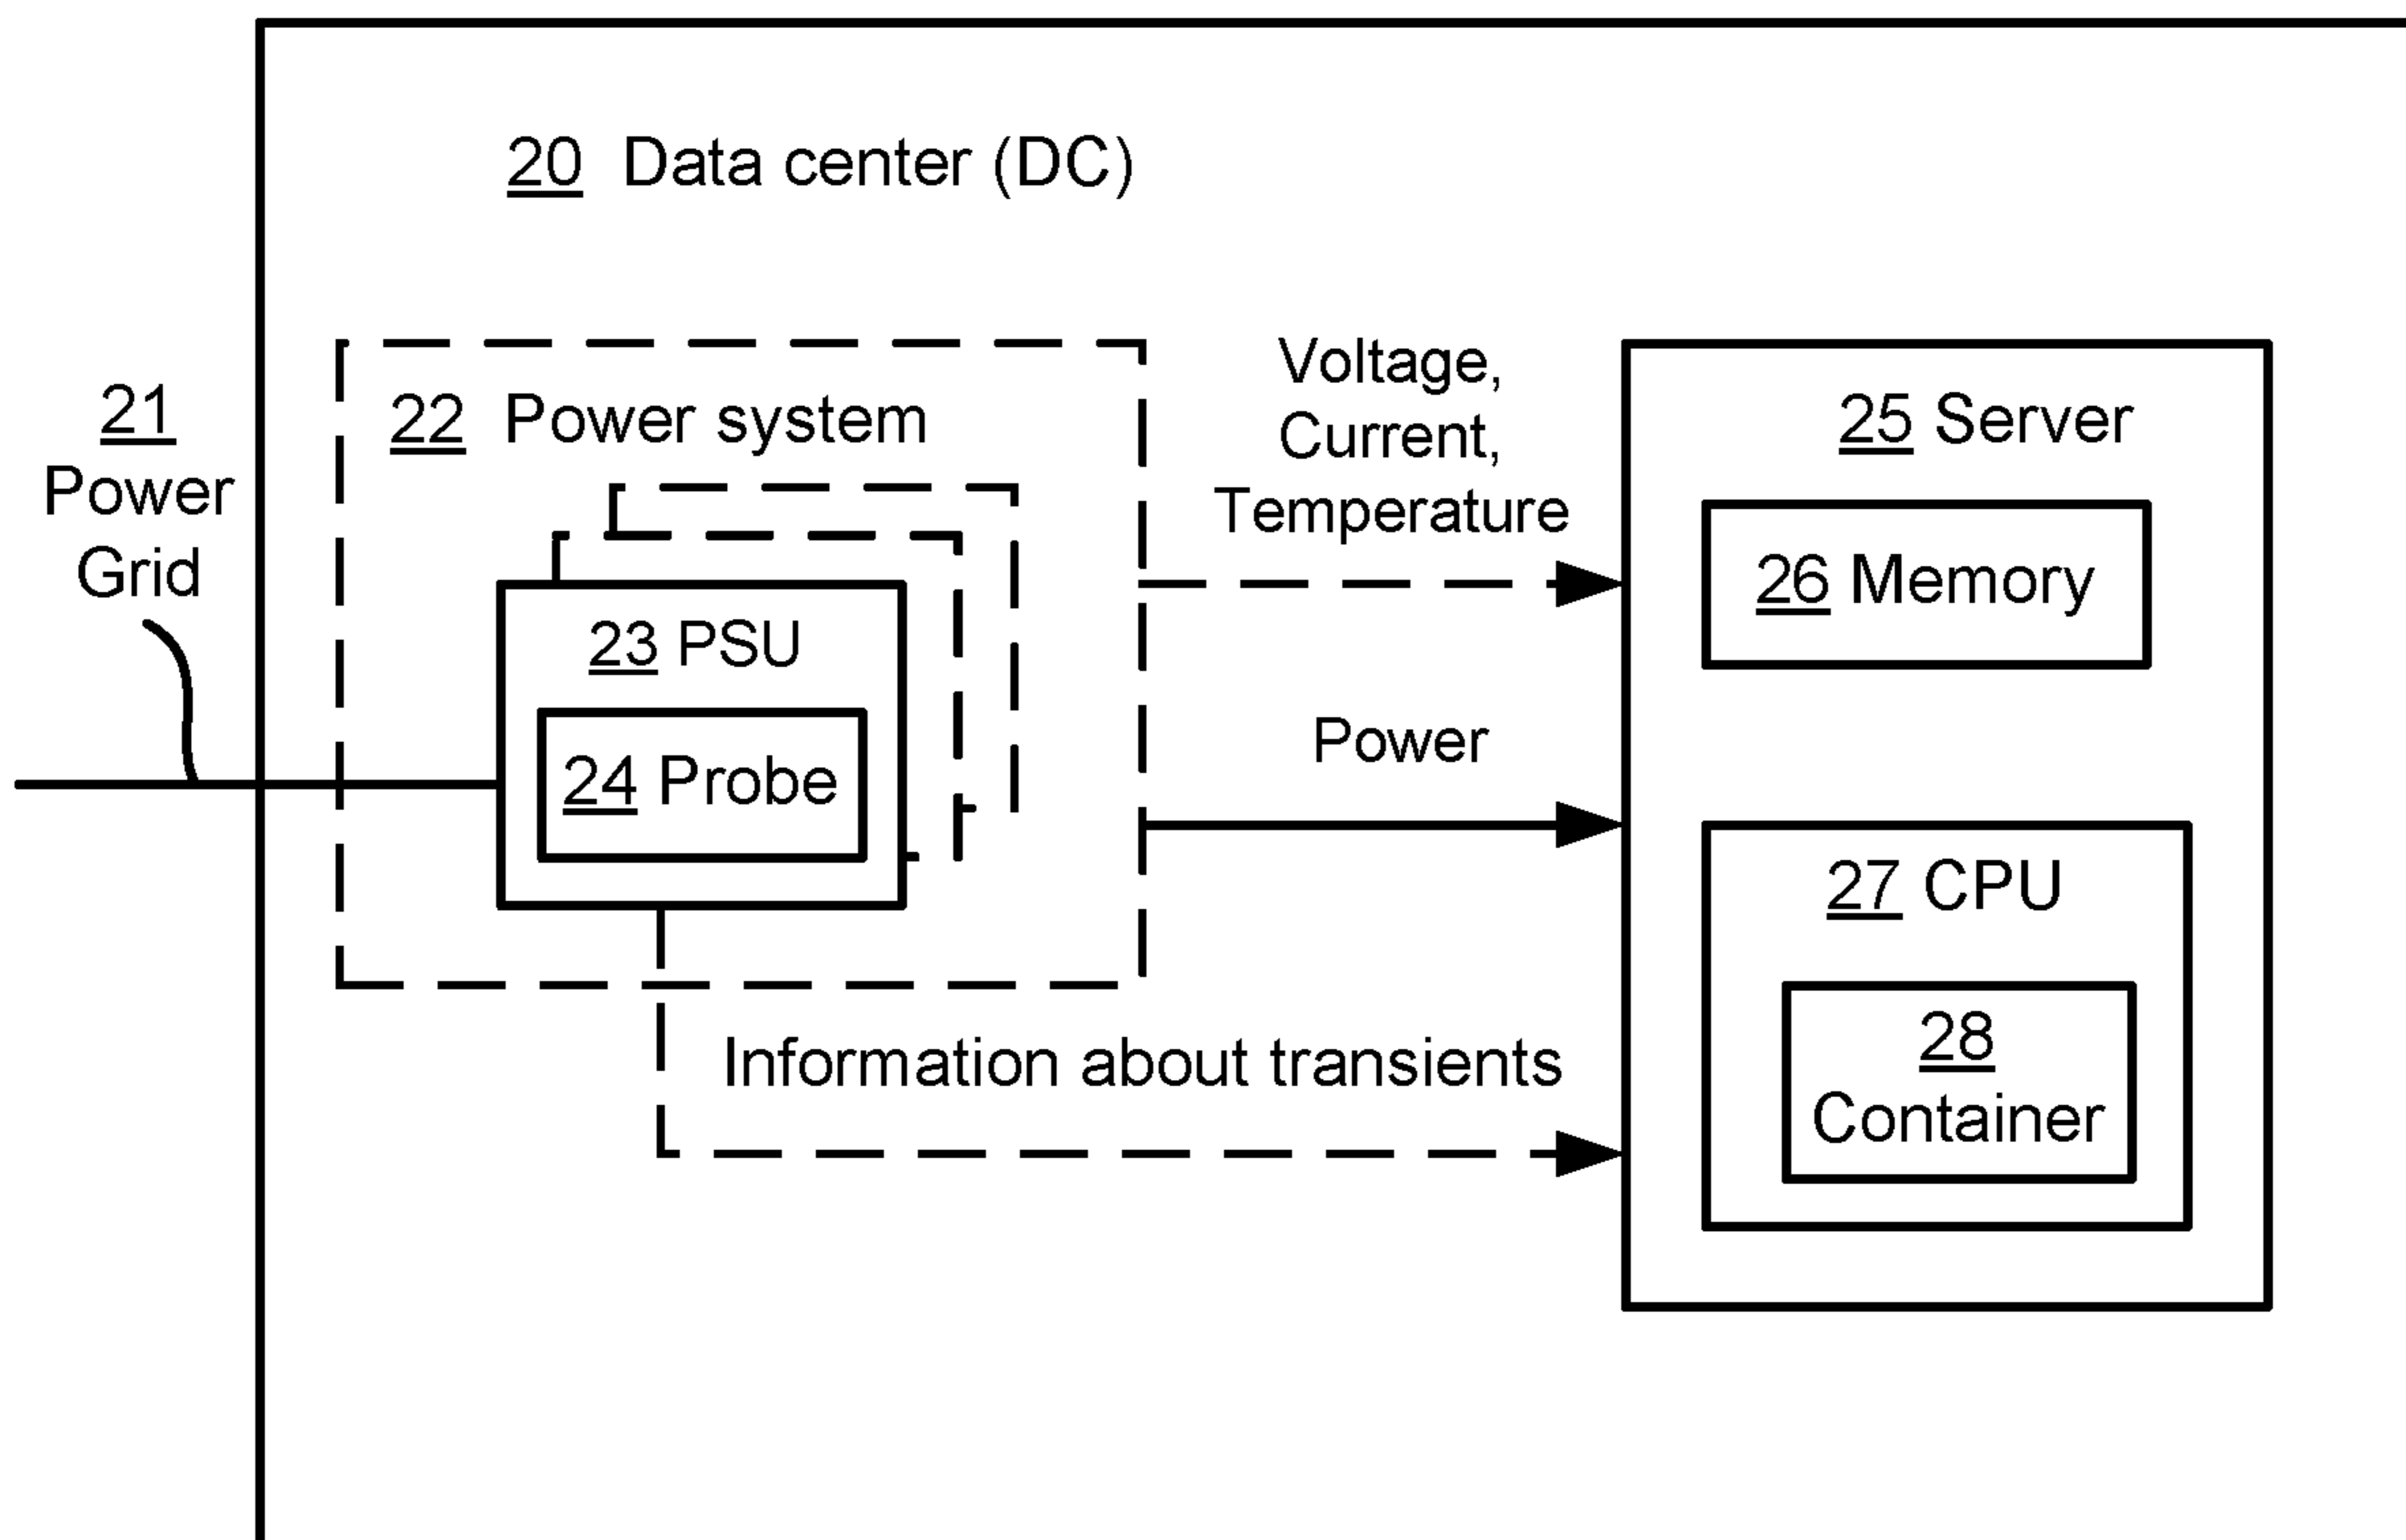 20 Data center (DC)
21
Power
Grid
22 Power system
23 PSU
24 Probe
Voltage,
Current,
Temperature
Power
Information about transients
25 Server
26 Memory
27 CPU
28
Container